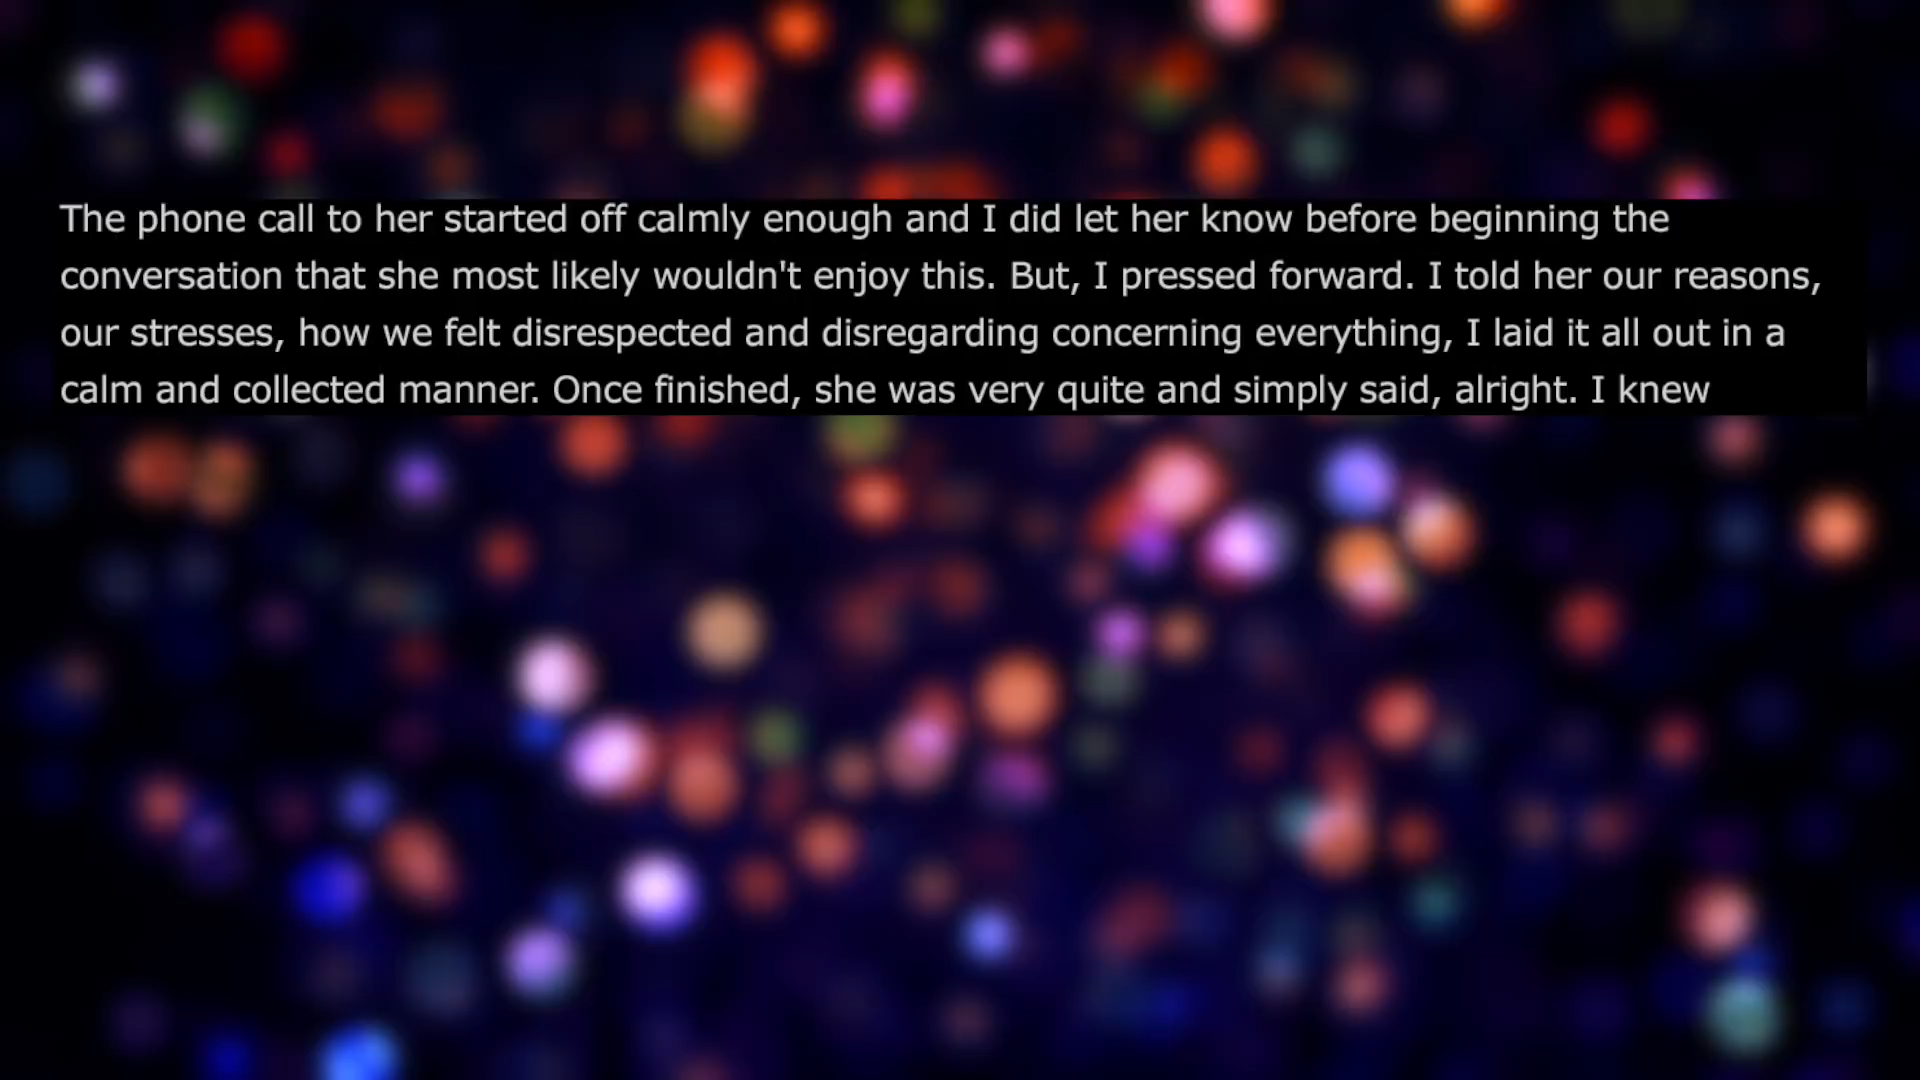 The phone call to her started off calmly enough and I did let her know before beginning the
conversation that she most likely wouldn't enjoy this. But, I pressed forward. I told her our reasons,
our stresses, how we felt disrespected and disregarding concerning everything, I laid it all out in a
calm and collected manner. Once finished, she was very quite and simply said, alright. I knew